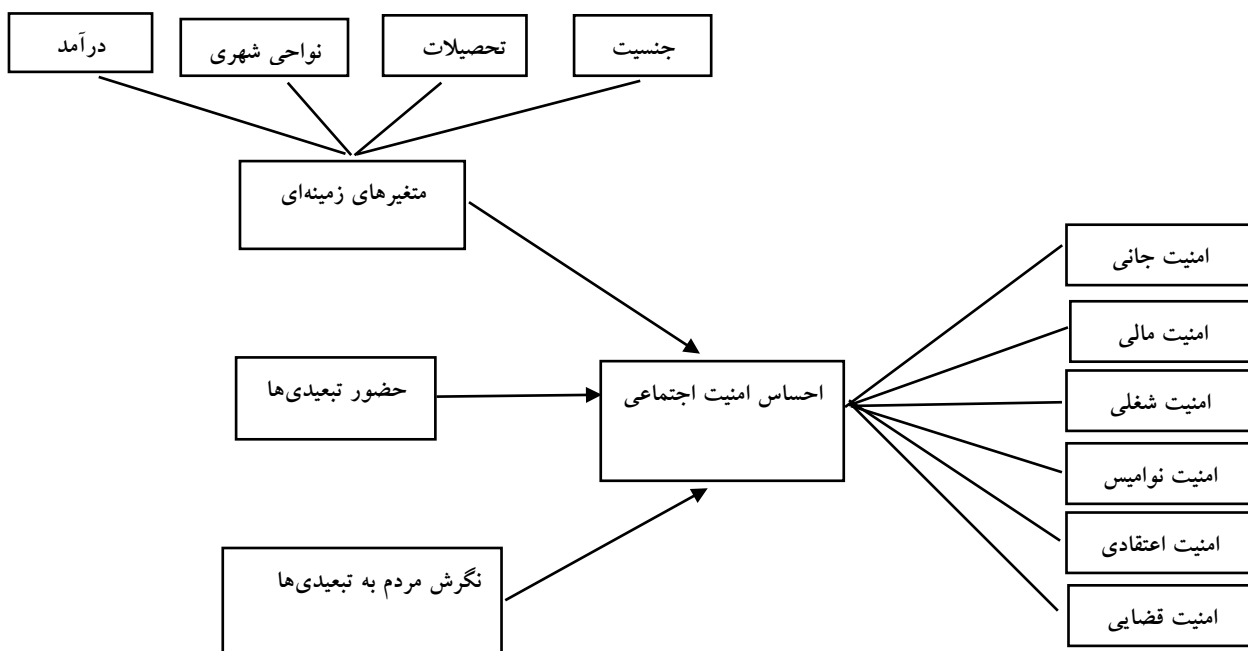 جنسیت
تحصیلات
نواحی شهری
درآمد
متغیرهای زمینه‌ای
امنیت جانی
امنیت مالی
حضور تبعیدی‌ها
احساس امنیت اجتماعی
امنیت شغلی
امنیت نوامیس
امنیت اعتقادی
نگرش مردم به تبعیدی‌ها
امنیت قضایی